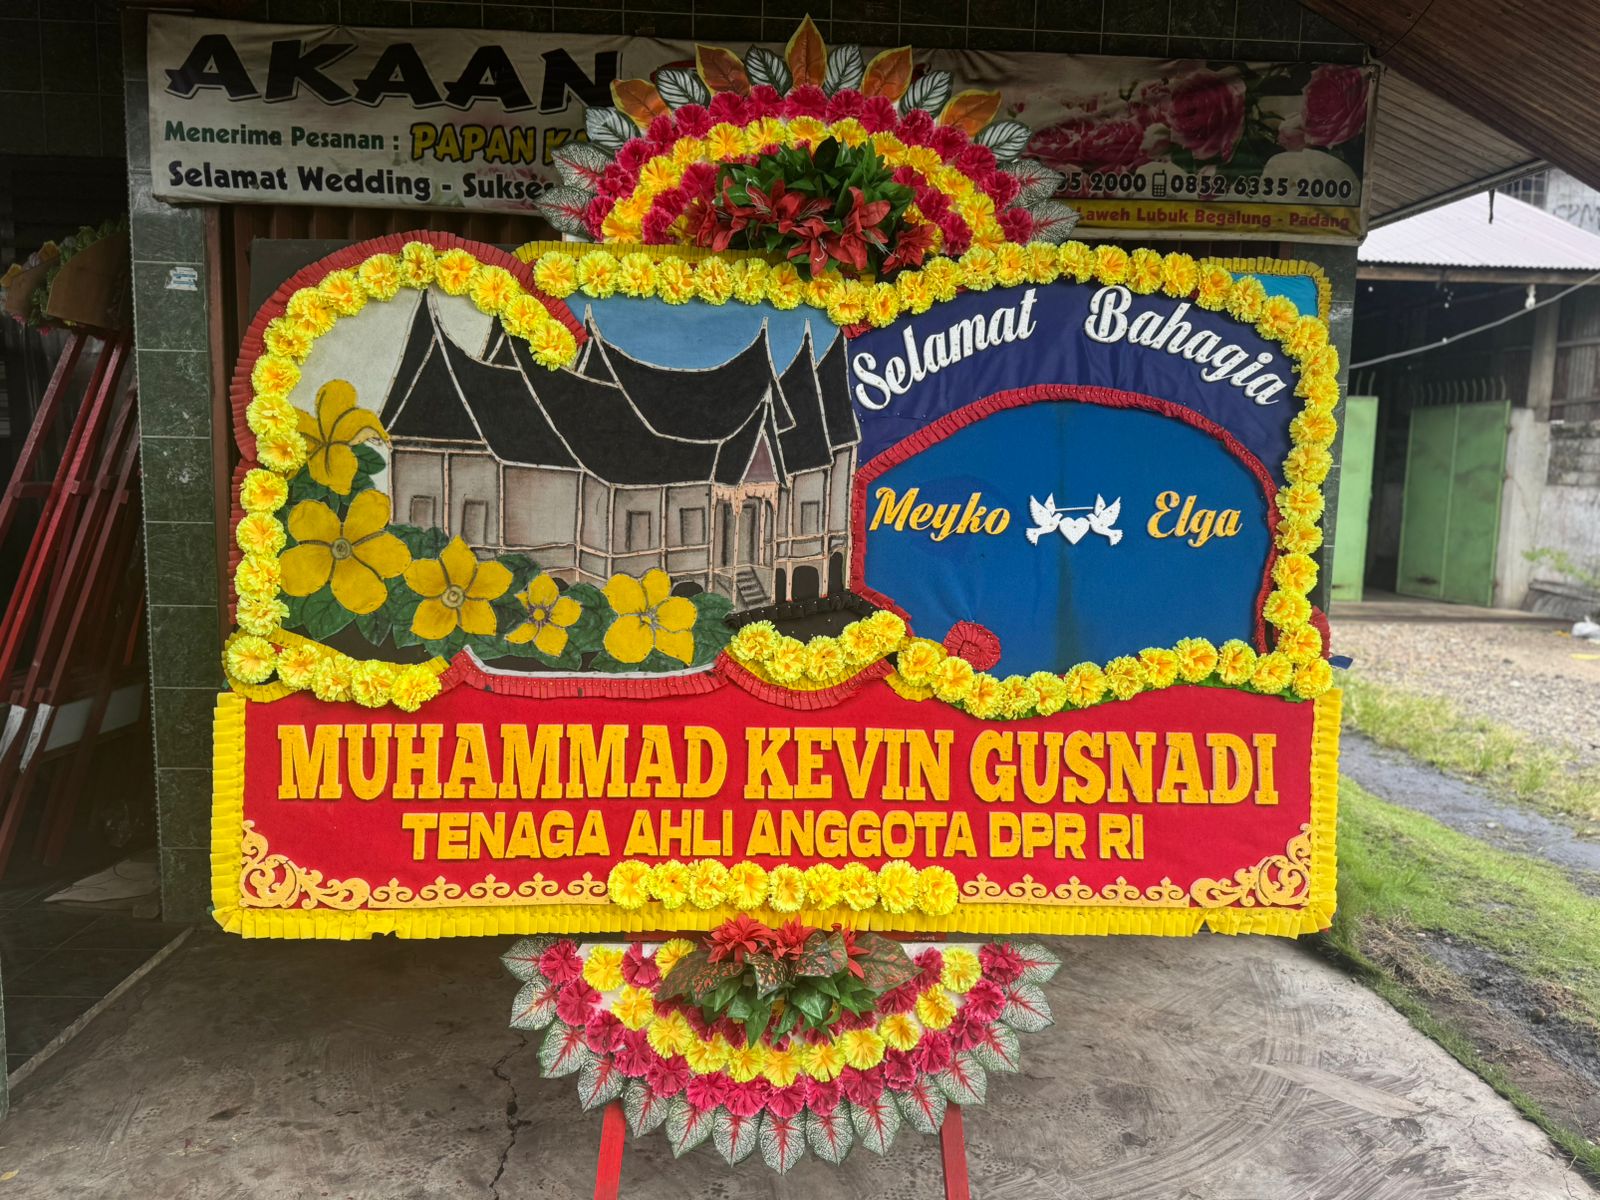 AKAAN
Menerima Pesanan : PAPAN
Selamat Wedding - Sukses
35 2000 0852 6335 2000
Laweh Lubuk Begalung - Padang
Selamat Bahagia
Meyko Elga
MUHAMMAD KEVIN GUSNADI
TENAGA AHLI ANGGOTA DPR RI